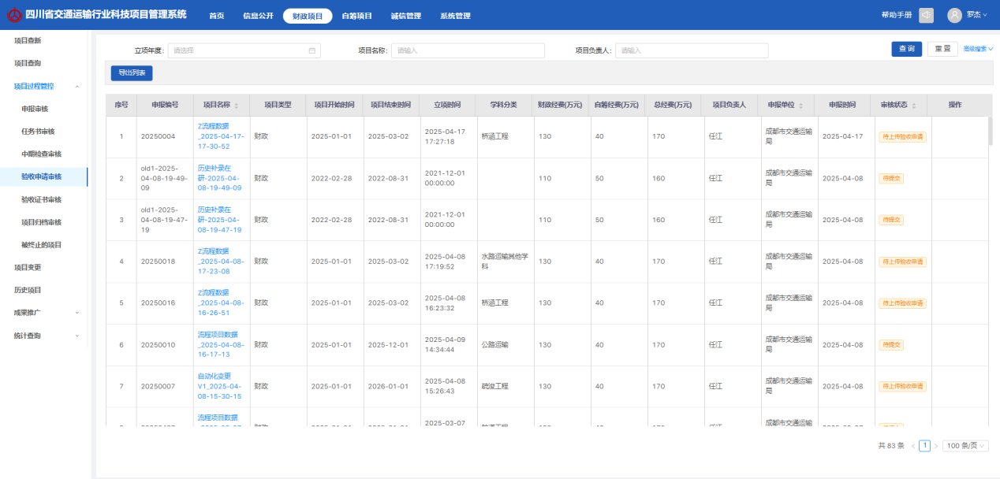 四川省交通运输行业科技项目管理系统 首页 信息公开 财政项目 自筹项目 诚信管理 系统管理 帮助手册 罗杰
项目查新
项目查询
项目过程管控
申报审核
任务书审核
中期检查审核
验收申请审核
验收证书审核
项目归档审核
被终止的项目
项目变更
历史项目
成果推广
统计查询
立项年度: 请选择 项目名称: 请输入 项目负责人: 请输入 查 询 重 置 高级搜索
导出列表
序号 申报编号 项目名称 项目类型 项目开始时间 项目结束时间 立项时间 学科分类 财政经费(万元) 自筹经费(万元) 总经费(万元) 项目负责人 申报单位 申报时间 审核状态 操作
1 20250004 Z流程数据_2025-04-17-17-30-52 财政 2025-01-01 2025-03-02 2025-04-17 17:27:18 桥涵工程 130 40 170 任江 成都市交通运输局 2025-04-17 待上传验收申请
2 old1-2025-04-08-19-49-09 历史补录在研-2025-04-08-19-49-09 财政 2022-02-28 2022-08-31 2021-12-01 00:00:00 110 50 160 任江 成都市交通运输局 2025-04-08 待提交
3 old1-2025-04-08-19-47-19 历史补录在研-2025-04-08-19-47-19 财政 2022-02-28 2022-08-31 2021-12-01 00:00:00 110 50 160 任江 成都市交通运输局 2025-04-08 待提交
4 20250018 Z流程数据_2025-04-08-17-23-08 财政 2025-01-01 2025-03-02 2025-04-08 17:19:52 水路运输其他学科 130 40 170 任江 成都市交通运输局 2025-04-08 待上传验收申请
5 20250016 Z流程数据_2025-04-08-16-26-51 财政 2025-01-01 2025-03-02 2025-04-08 16:23:32 桥涵工程 130 40 170 任江 成都市交通运输局 2025-04-08 待上传验收申请
6 20250010 流程项目数据_2025-04-08-16-17-13 财政 2025-01-01 2025-12-01 2025-04-09 14:34:44 公路运输 130 40 170 任江 成都市交通运输局 2025-04-08 待提交
7 20250007 自动化变更V1_2025-04-08-15-30-15 财政 2025-01-01 2026-01-01 2025-04-08 15:26:43 疏浚工程 130 40 170 任江 成都市交通运输局 2025-04-08 待上传验收申请
流程项目数据 2025-03-07 成都市交通运输
共 83 条 1 100 条/页